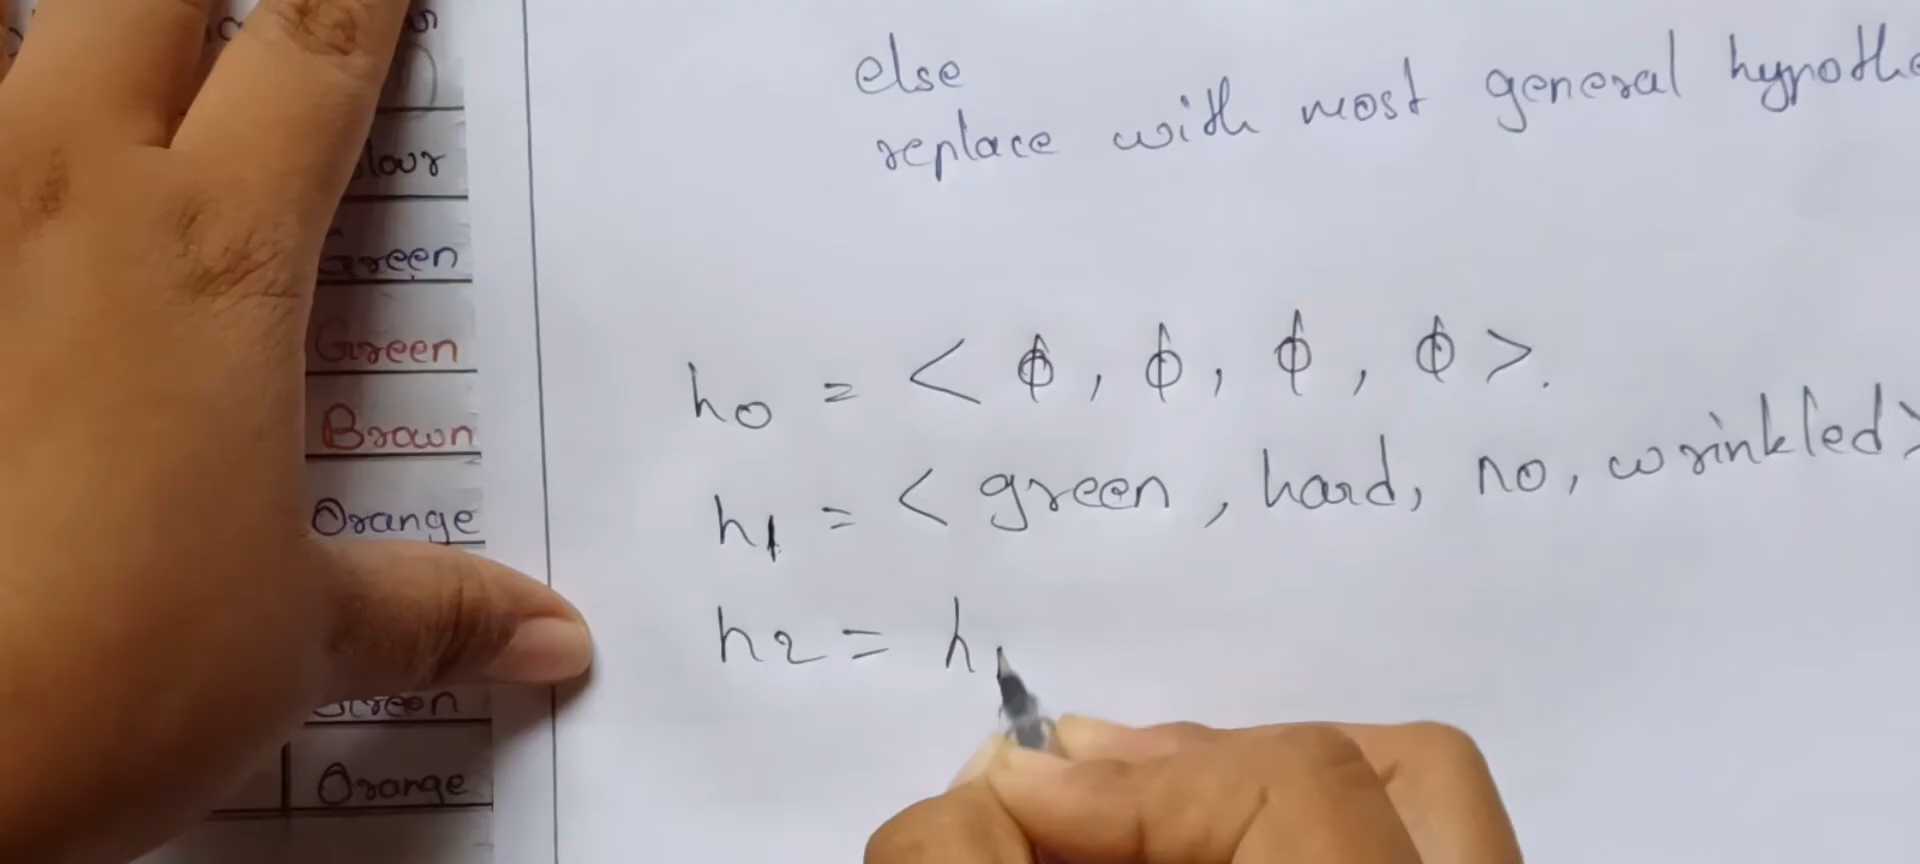 Green
Green
Brown
Orange
Orange
else
replace with most general
h0 = < ϕ, ϕ, ϕ, ϕ >.
h1 = < green, hard, no, wrinkled>
h2 = h